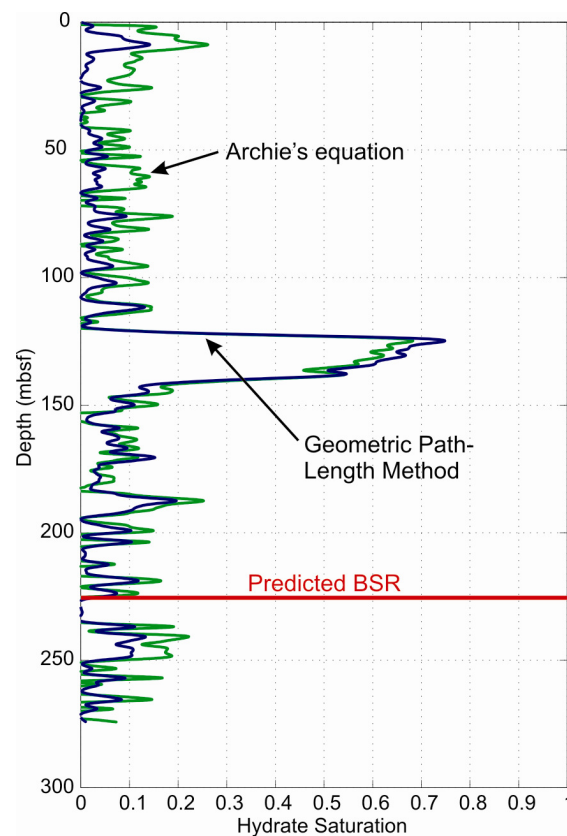 0
50
Archie's equation
100
Depth (mbsf)
150
Geometric Path-
Length Method
200
Predicted BSR
250
300
0 0.1 0.2 0.3 0.4 0.5 0.6 0.7 0.8 0.9 1
Hydrate Saturation